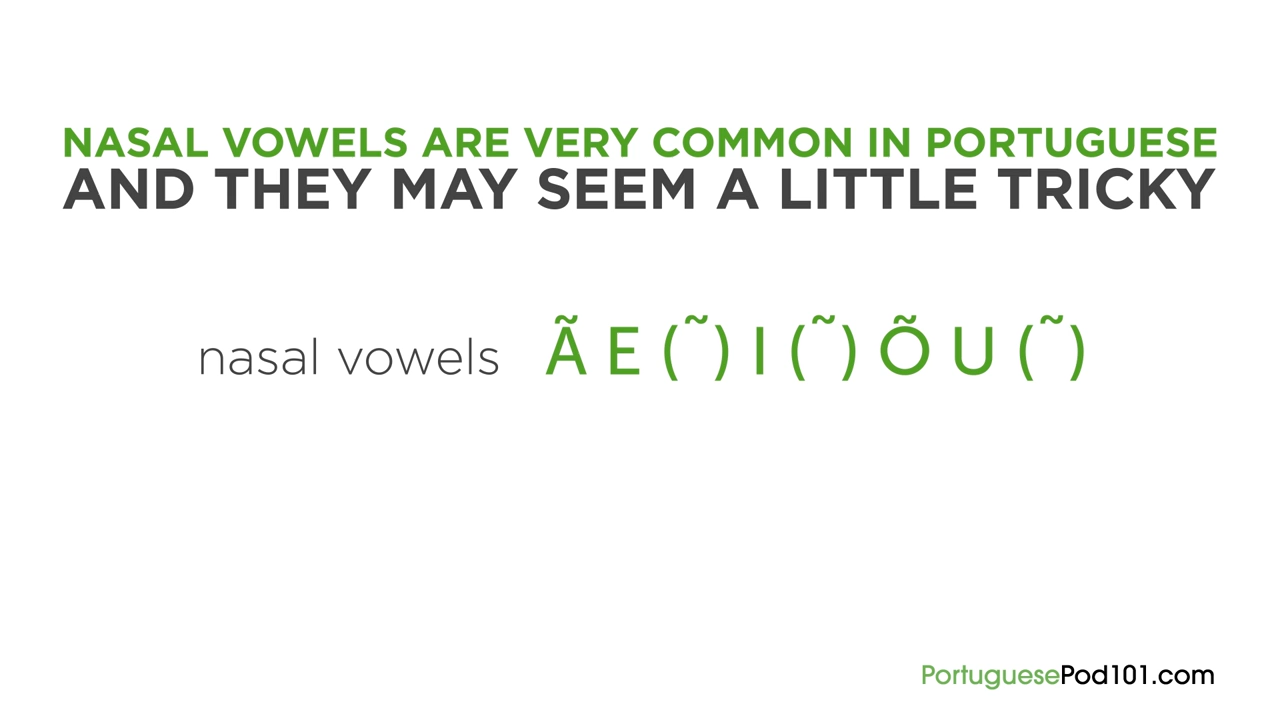 NASAL VOWELS ARE VERY COMMON IN PORTUGUESE
AND THEY MAY SEEM A LITTLE TRICKY
nasal vowels à E (˜) I (˜) Õ U (˜)
PortuguesePod101.com